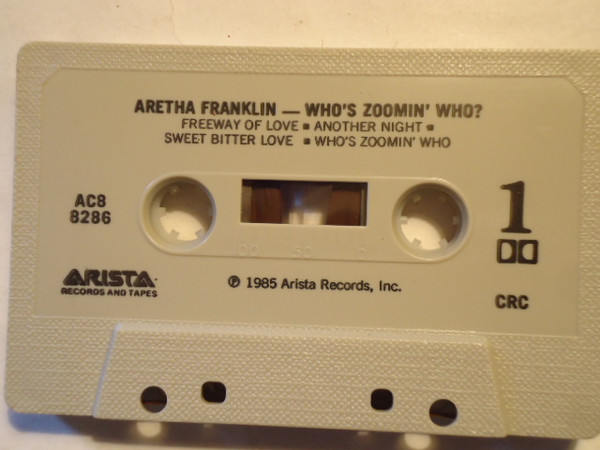 ARETHA FRANKLIN — WHO'S ZOOMIN' WHO?
FREEWAY OF LOVE ■ ANOTHER NIGHT ■
SWEET BITTER LOVE ■ WHO'S ZOOMIN' WHO
AC8
8286
1
ARISTA
RECORDS AND TAPES
℗ 1985 Arista Records, Inc.
CRC